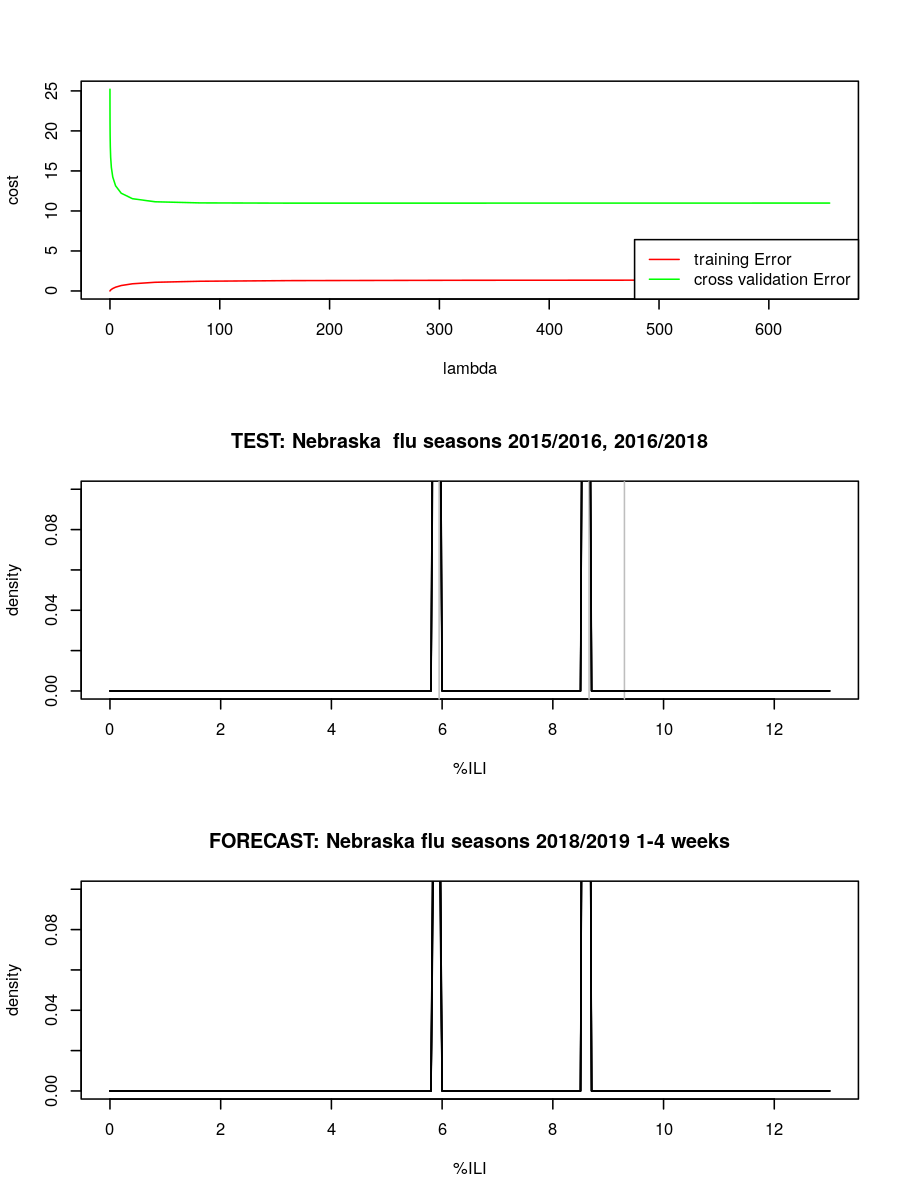 25
20
15
10
5
0
cost
training Error
cross validation Error
0 100 200 300 400 500 600
lambda
TEST: Nebraska  flu seasons 2015/2016, 2016/2018
0.08
0.04
0.00
density
0 2 4 6 8 10 12
%ILI
FORECAST: Nebraska flu seasons 2018/2019 1-4 weeks
0.08
0.04
0.00
density
0 2 4 6 8 10 12
%ILI